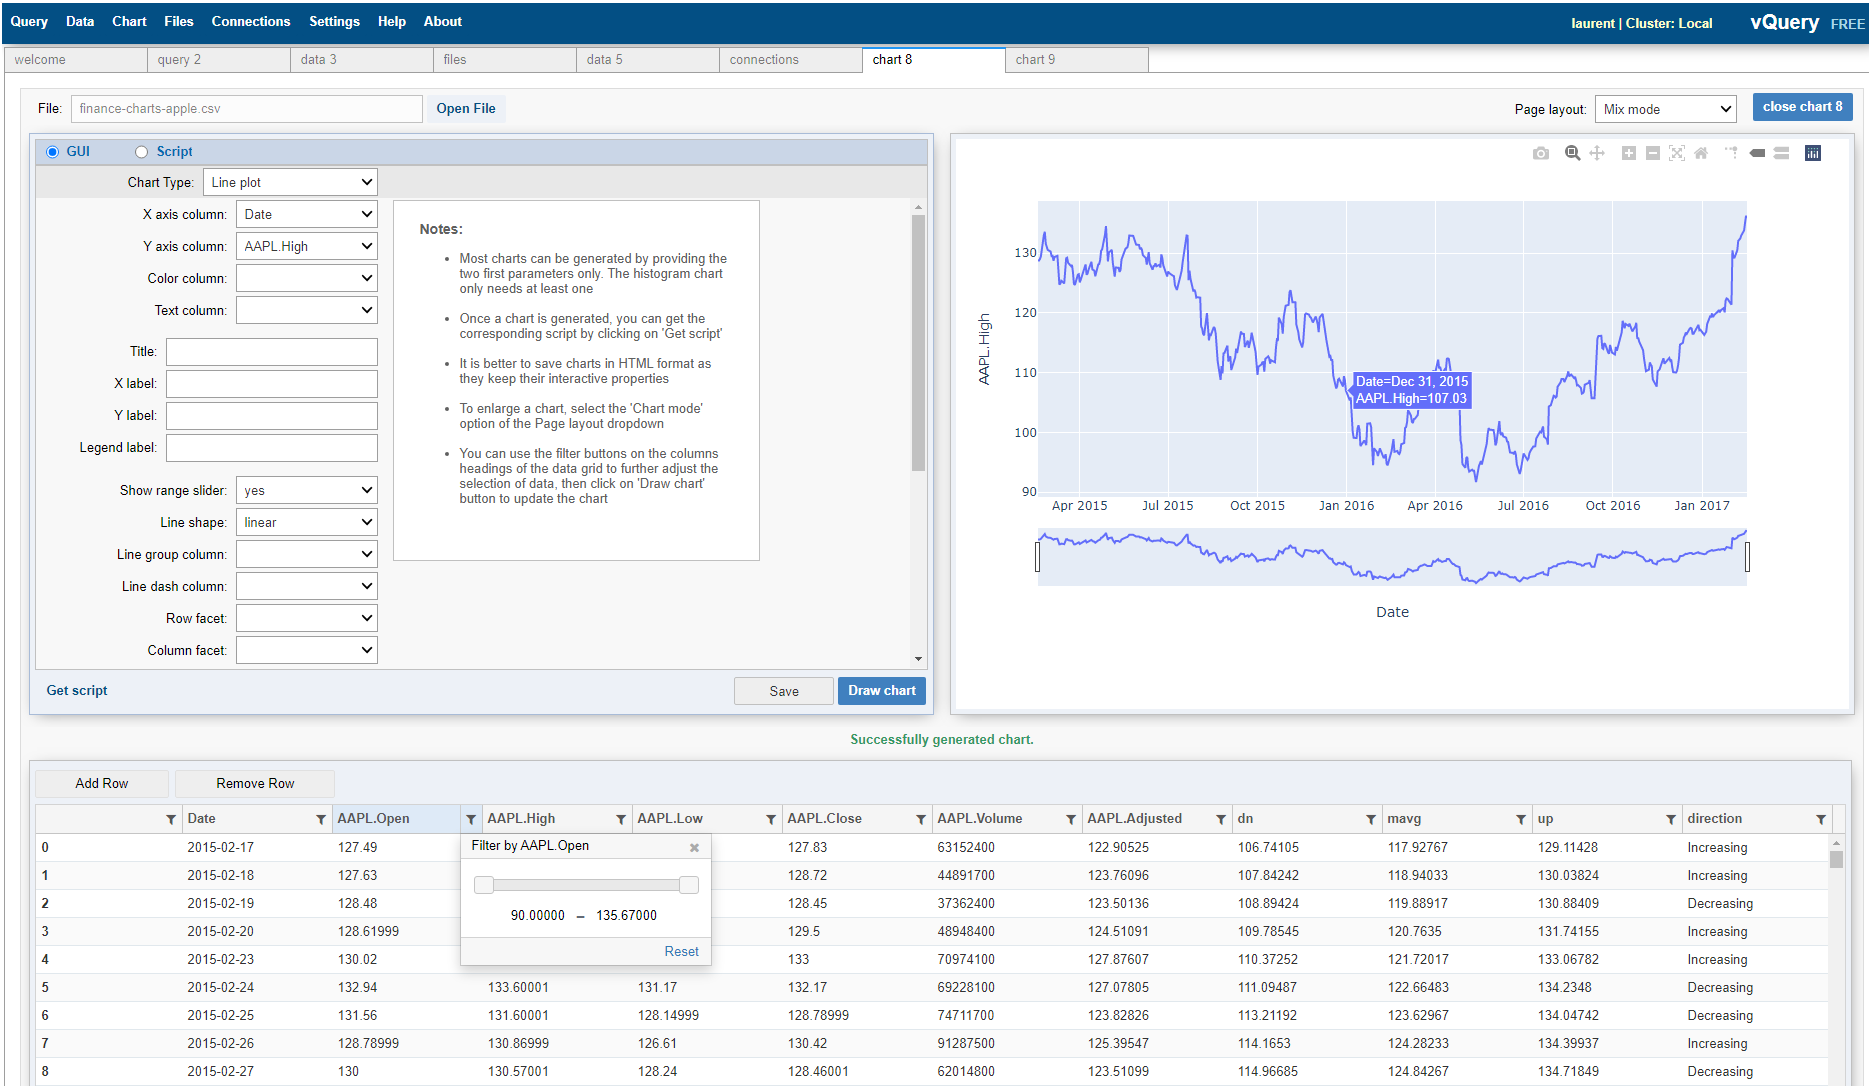 Query Data Chart Files Connections Settings Help About
laurent | Cluster: Local vQuery FREE
welcome query 2 data 3 files data 5 connections chart 8 chart 9
File: finance-charts-apple.csv Open File
Page layout: Mix mode close chart 8
GUI Script
Chart Type: Line plot
X axis column: Date
Y axis column: AAPL.High
Color column:
Text column:
Title:
X label:
Y label:
Legend label:
Show range slider: yes
Line shape: linear
Line group column:
Line dash column:
Row facet:
Column facet:
Notes:
• Most charts can be generated by providing the
two first parameters only. The histogram chart
only needs at least one
• Once a chart is generated, you can get the
corresponding script by clicking on 'Get script'
• It is better to save charts in HTML format as
they keep their interactive properties
• To enlarge a chart, select the 'Chart mode'
option of the Page layout dropdown
• You can use the filter buttons on the columns
headings of the data grid to further adjust the
selection of data, then click on 'Draw chart'
button to update the chart
Get script Save Draw chart
AAPL.High
130
120
110
100
90
Date=Dec 31, 2015
AAPL.High=107.03
Apr 2015 Jul 2015 Oct 2015 Jan 2016 Apr 2016 Jul 2016 Oct 2016 Jan 2017
Date
Successfully generated chart.
Add Row Remove Row
Date AAPL.Open AAPL.High AAPL.Low AAPL.Close AAPL.Volume AAPL.Adjusted dn mavg up direction
0 2015-02-17 127.49 127.83 63152400 122.90525 106.74105 117.92767 129.11428 Increasing
1 2015-02-18 127.63 128.72 44891700 123.76096 107.84242 118.94033 130.03824 Increasing
2 2015-02-19 128.48 128.45 37362400 123.50136 108.89424 119.88917 130.88409 Decreasing
3 2015-02-20 128.61999 129.5 48948400 124.51091 109.78545 120.7635 131.74155 Increasing
4 2015-02-23 130.02 133 70974100 127.87607 110.37252 121.72017 133.06782 Increasing
5 2015-02-24 132.94 133.60001 131.17 132.17 69228100 127.07805 111.09487 122.66483 134.2348 Decreasing
6 2015-02-25 131.56 131.60001 128.14999 128.78999 74711700 123.82826 113.21192 123.62967 134.04742 Decreasing
7 2015-02-26 128.78999 130.86999 126.61 130.42 91287500 125.39547 114.1653 124.28233 134.39937 Increasing
8 2015-02-27 130 130.57001 128.24 128.46001 62014800 123.51099 114.96685 124.84267 134.71849 Decreasing
Filter by AAPL.Open
90.00000 – 135.67000
Reset